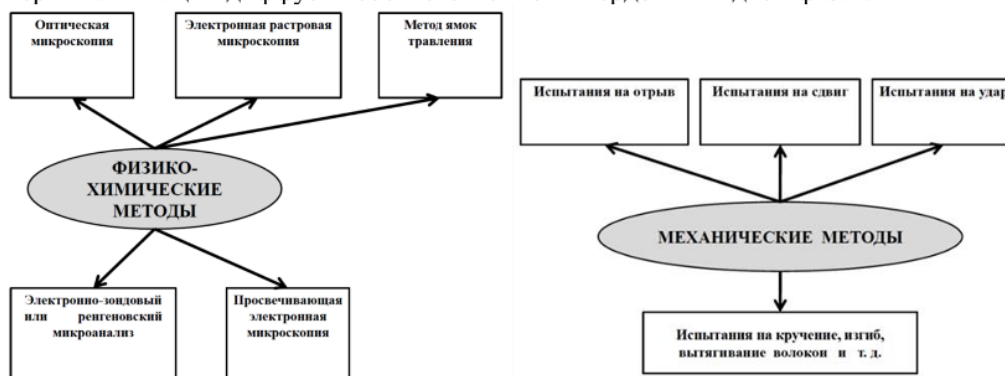 Оптическая
микроскопия
Электронная растровая
микроскопия
Метод ямок
травления
ФИЗИКО-
ХИМИЧЕСКИЕ
МЕТОДЫ
Электронно-зондовый
или ренгеновский
микроанализ
Просвечивающая
электронная
микроскопия
Испытания на отрыв
Испытания на сдвиг
Испытания на удар
МЕХАНИЧЕСКИЕ МЕТОДЫ
Испытания на кручение, изгиб,
вытягивание волокон и т. д.